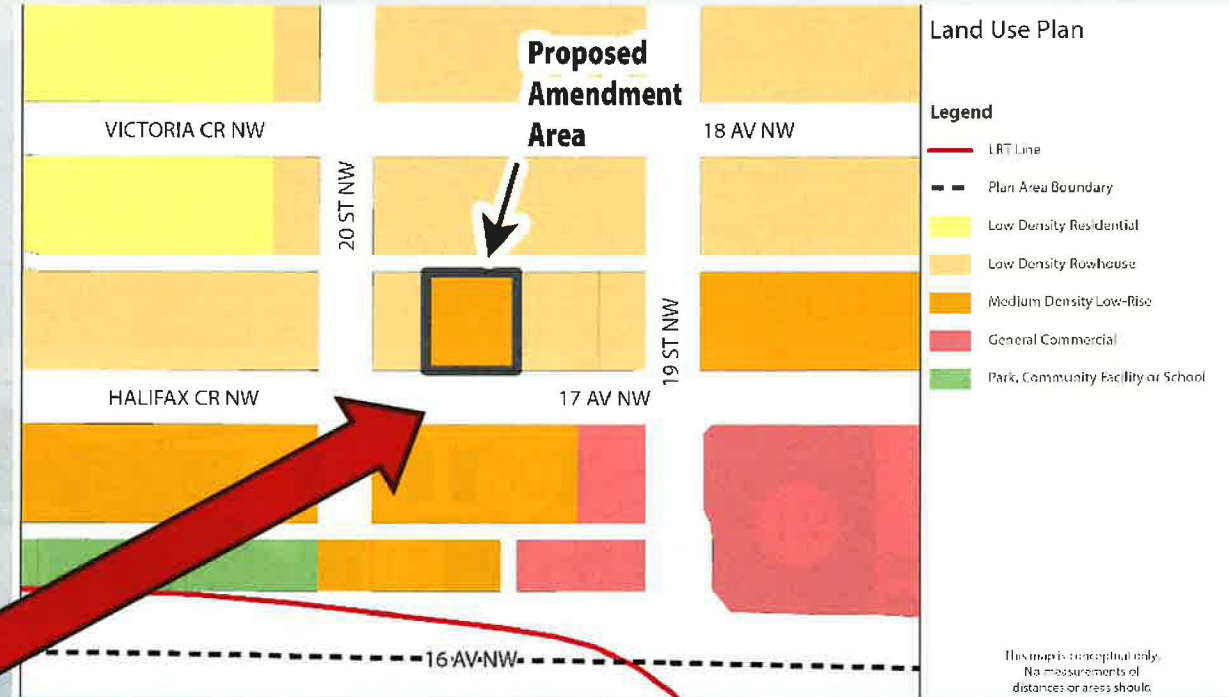 Land Use Plan
Proposed
Amendment
Area
VICTORIA CR NW
18 AV NW
20 ST NW
19 ST NW
HALIFAX CR NW
17 AV NW
16 AV NW
Legend
LRT Line
Plan Area Boundary
Low Density Residential
Low Density Rowhouse
Medium Density Low-Rise
General Commercial
Park, Community Facility or School
This map is conceptual only.
No measurements of
distances or areas should